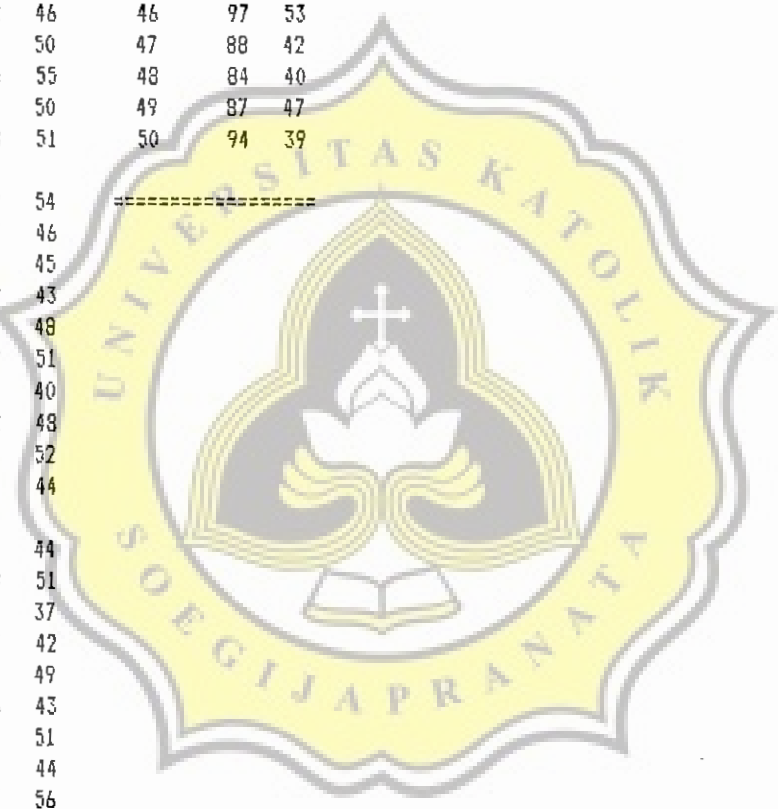 46 46 97 53
50 47 88 42
55 48 84 40
50 49 87 47
51 50 94 39
54 ====================
46
45
43
48
51
40
48
52
44
44
51
37
42
49
43
51
44
56
UNIVERSITAS KATOLIK
SOEGIJAPRANATA